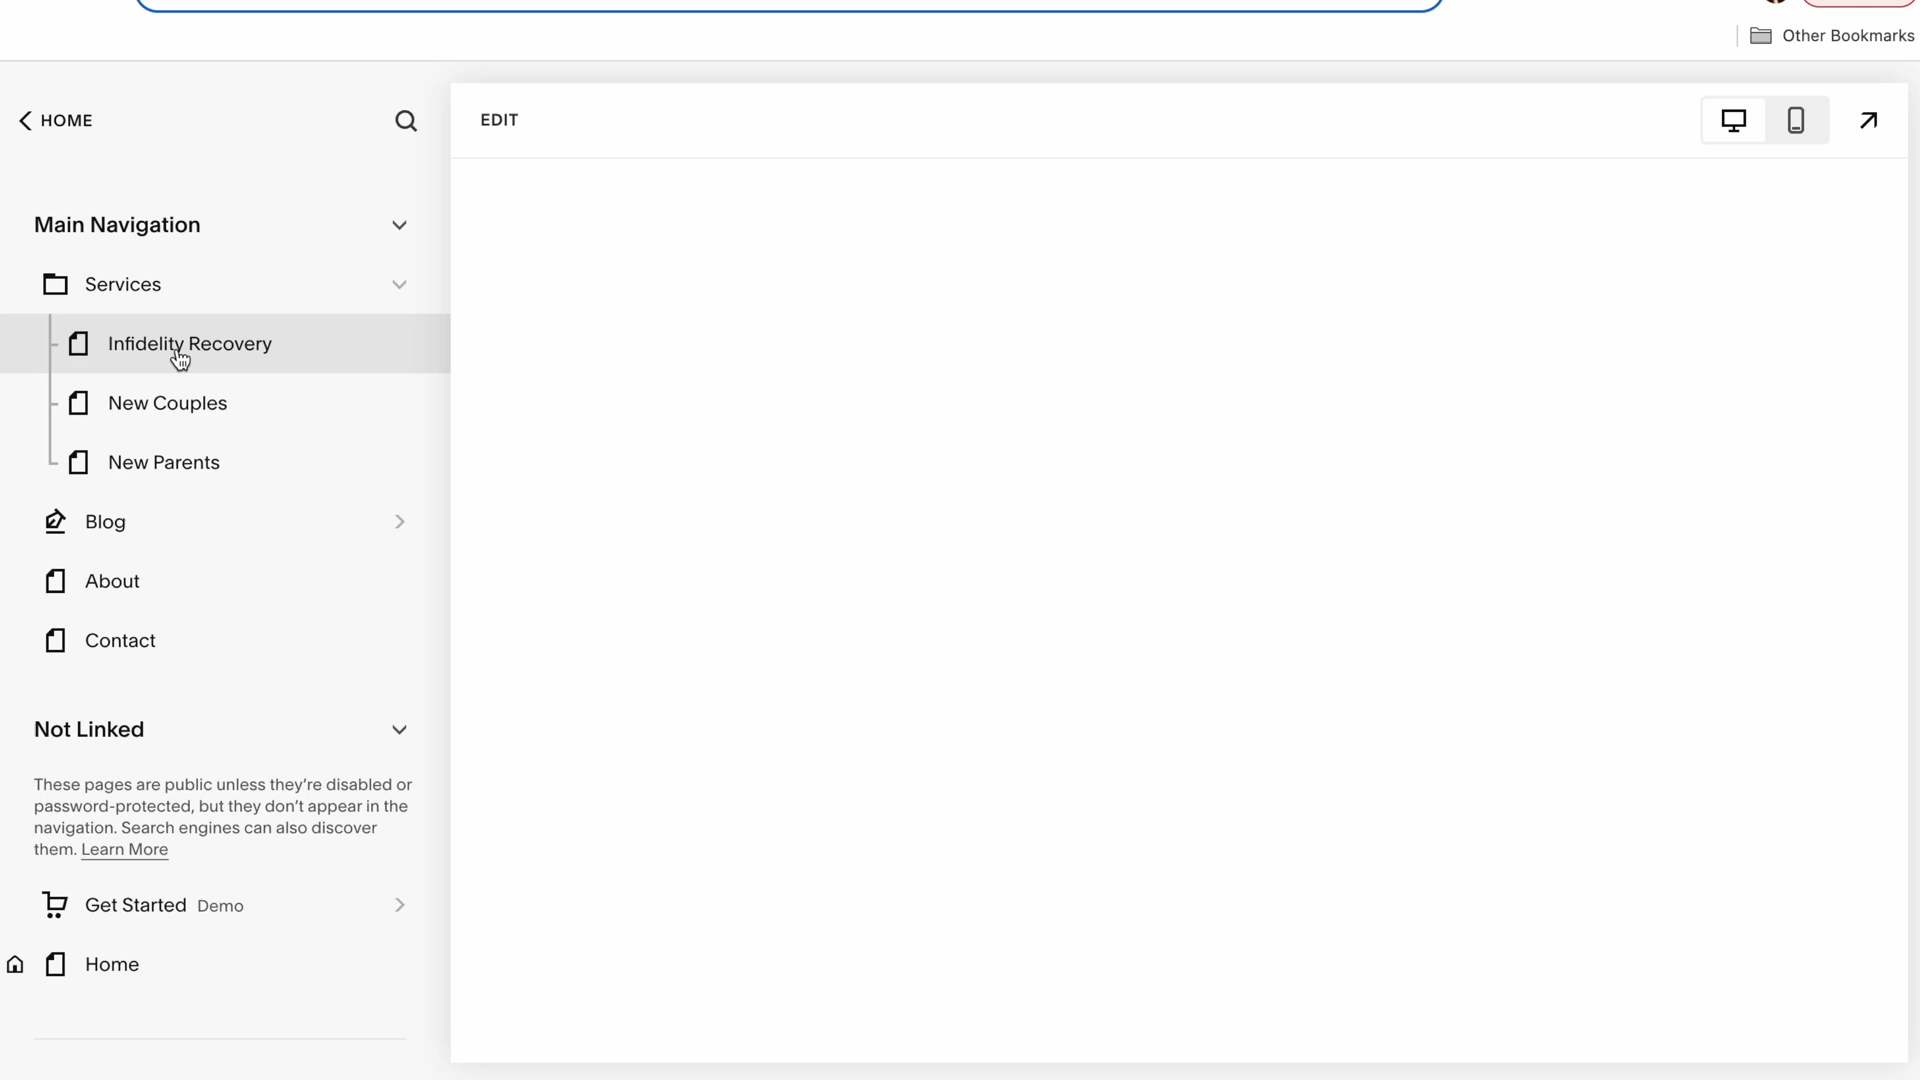 Other Bookmarks
HOME
EDIT
Main Navigation
Services
Infidelity Recovery
New Couples
New Parents
Blog
About
Contact
Not Linked
These pages are public unless they’re disabled or
password-protected, but they don’t appear in the
navigation. Search engines can also discover
them. Learn More
Get Started Demo
Home